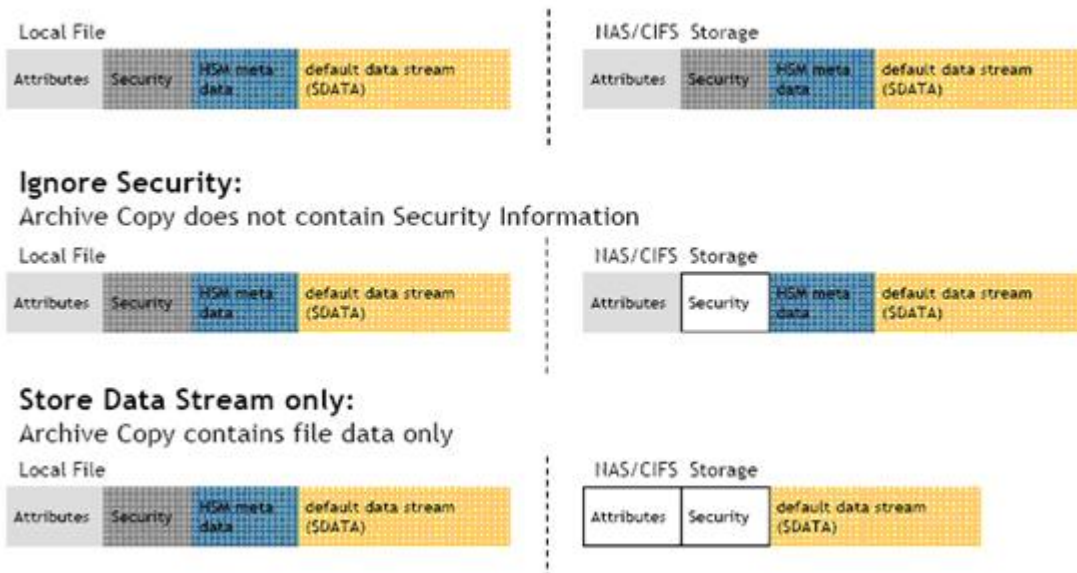 Local File
NAS/CIFS Storage
Attributes
Security
HSM meta
data
default data stream
($DATA)
Attributes
Security
HSM meta
data
default data stream
($DATA)
Ignore Security:
Archive Copy does not contain Security Information
Local File
NAS/CIFS Storage
Attributes
Security
HSM meta
data
default data stream
($DATA)
Attributes
Security
HSM meta
data
default data stream
($DATA)
Store Data Stream only:
Archive Copy contains file data only
Local File
NAS/CIFS Storage
Attributes
Security
HSM meta
data
default data stream
($DATA)
Attributes
Security
default data stream
($DATA)